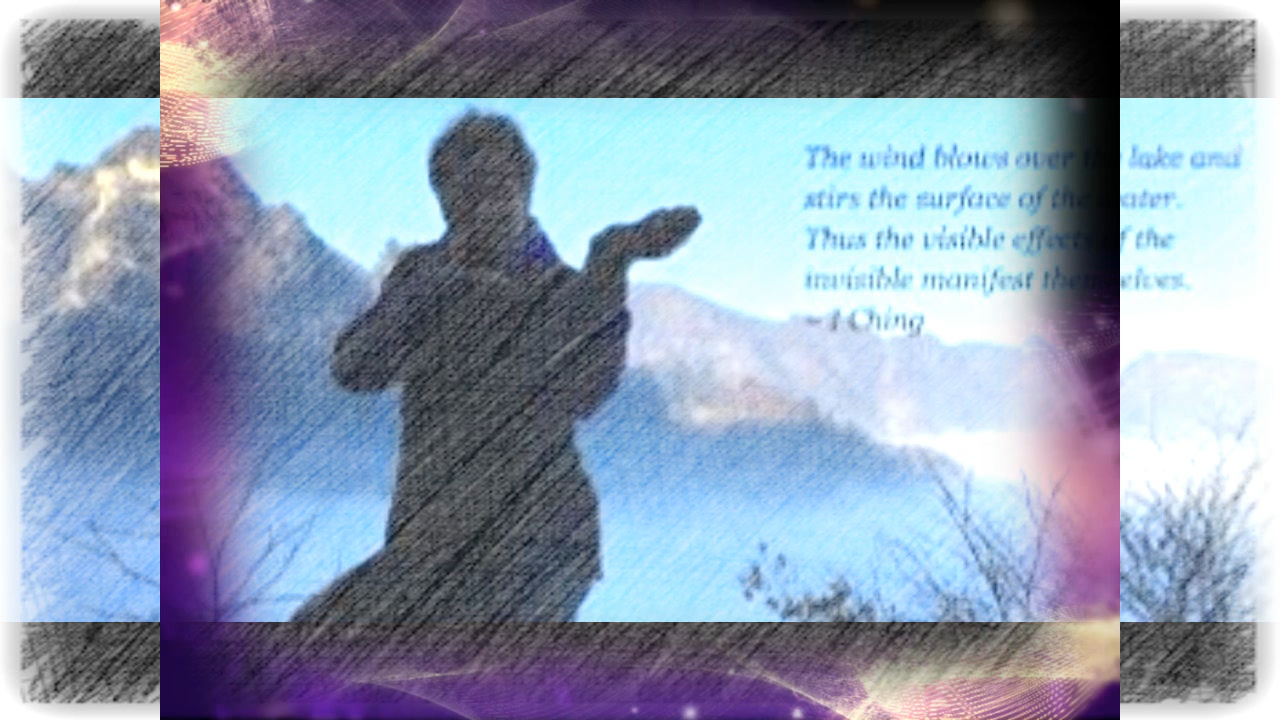 The wind blows over the lake and
stirs the surface of the water.
Thus the visible effects of the
invisible manifest themselves.
~ I Ching